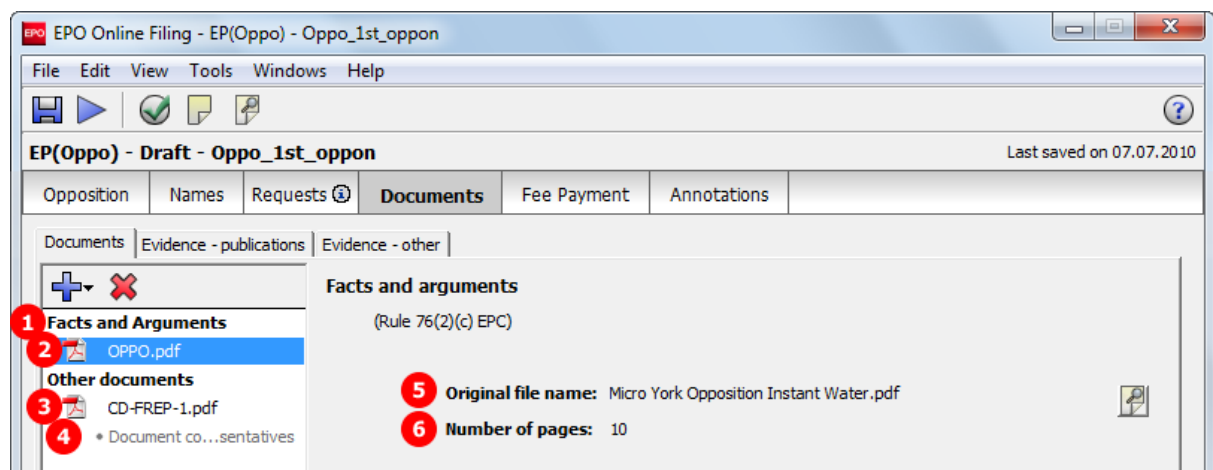 EPO EPO Online Filing - EP(Oppo) - Oppo_1st_oppon X
File Edit View Tools Windows Help
?
EP(Oppo) - Draft - Oppo_1st_oppon Last saved on 07.07.2010
Opposition Names Requests i Documents Fee Payment Annotations
Documents Evidence - publications Evidence - other
Facts and arguments
1 Facts and Arguments (Rule 76(2)(c) EPC)
2 OPPO.pdf
Other documents
5 Original file name: Micro York Opposition Instant Water.pdf
3 CD-FREP-1.pdf
6 Number of pages: 10
4 • Document co...sentatives